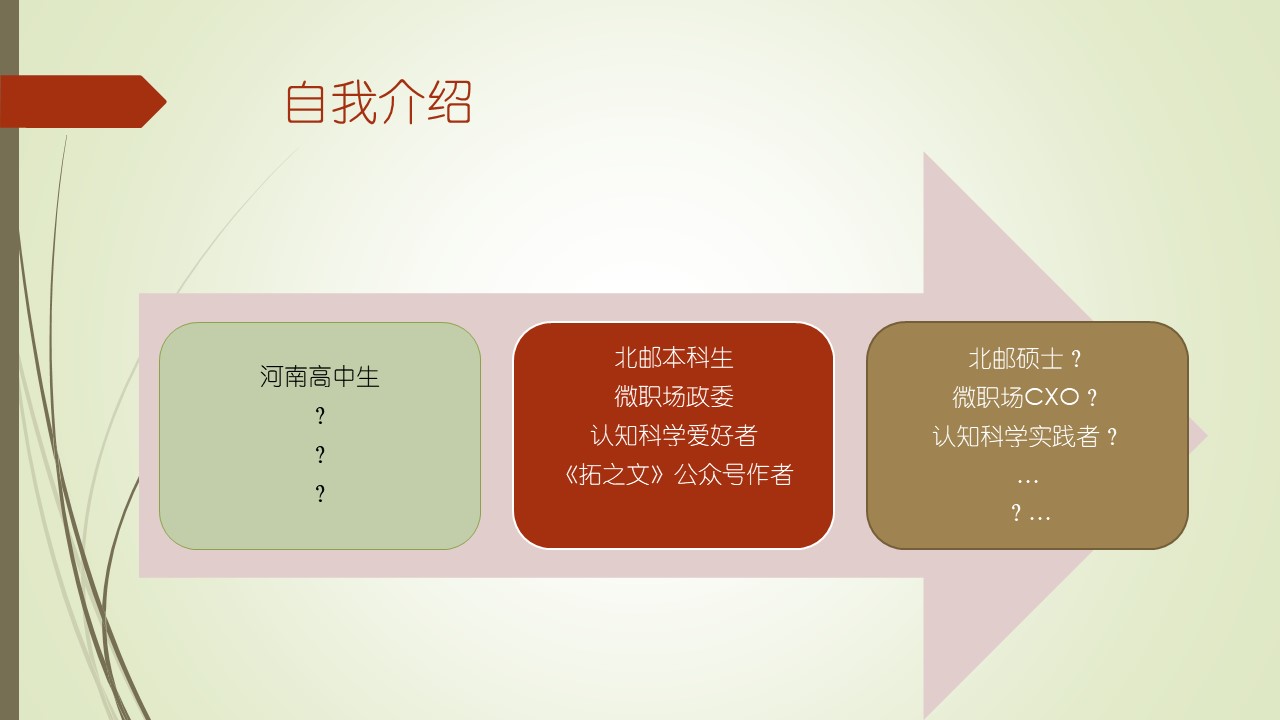 自我介绍
河南高中生
？
？
？
北邮本科生
微职场政委
认知科学爱好者
《拓之文》公众号作者
北邮硕士？
微职场CXO？
认知科学实践者？
…
？…